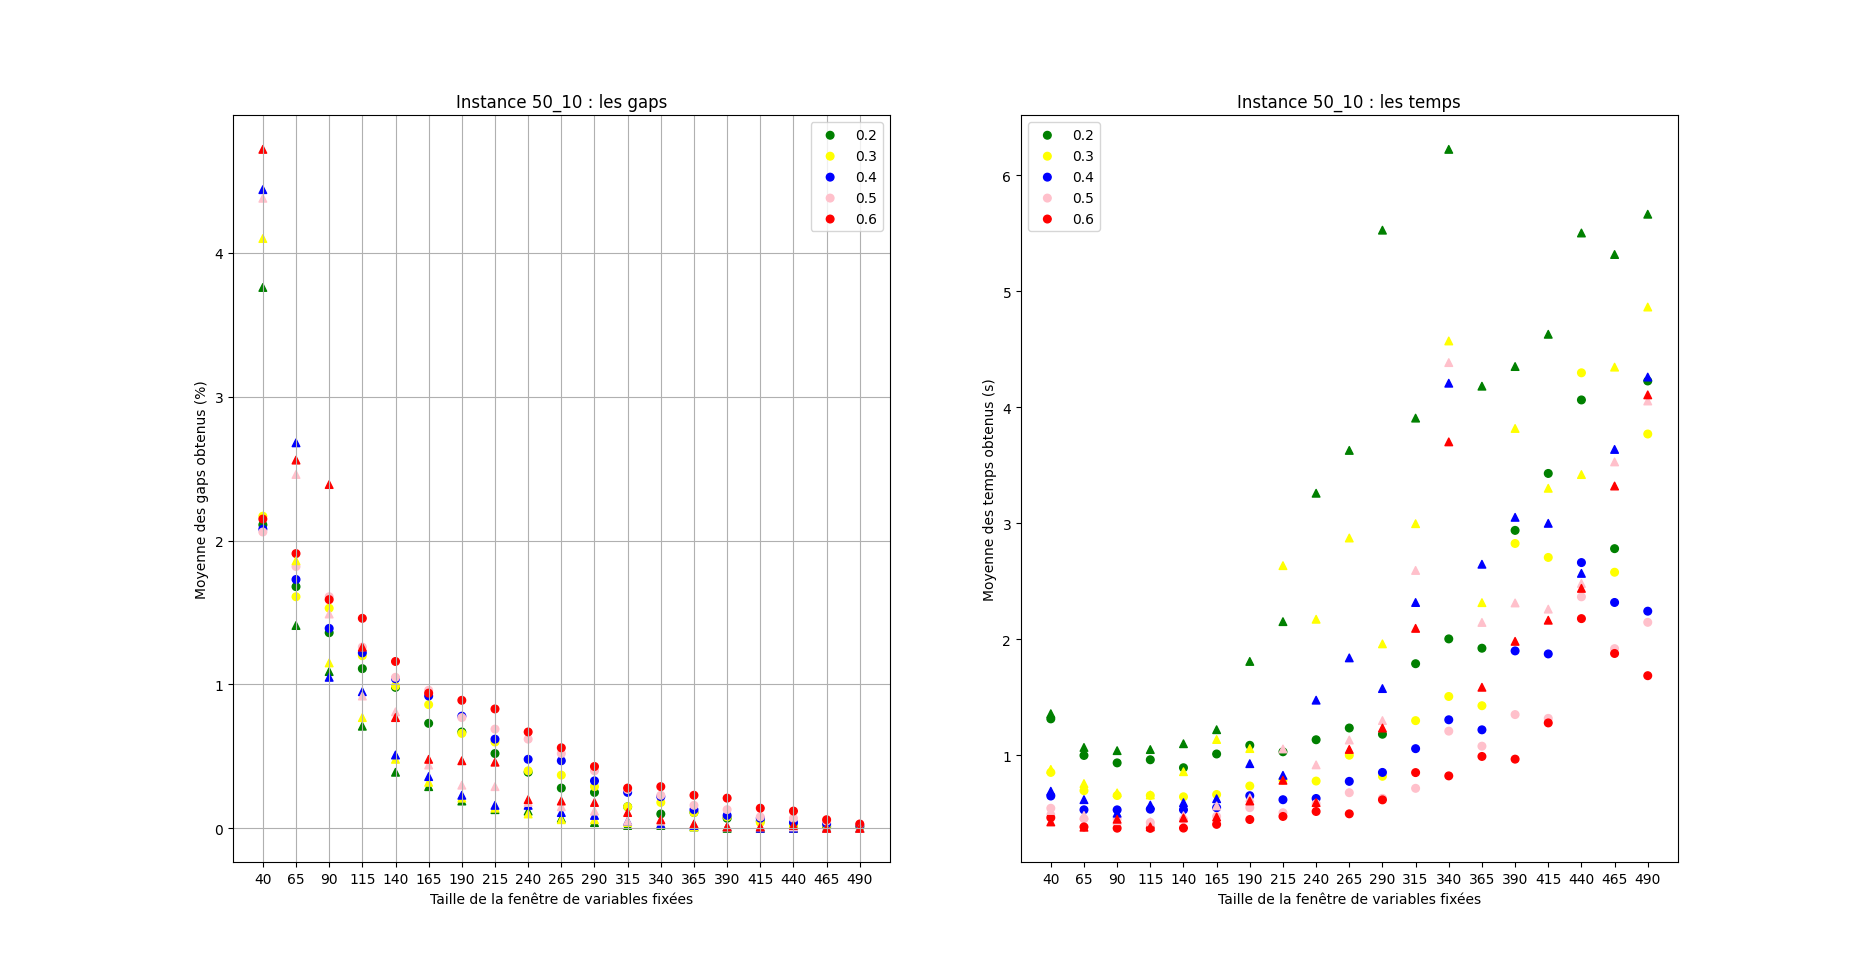 Instance 50_10 : les gaps
0.2
0.3
0.4
0.5
0.6
4
3
2
1
0
Moyenne des gaps obtenus (%)
40 65 90 115 140 165 190 215 240 265 290 315 340 365 390 415 440 465 490
Taille de la fenêtre de variables fixées
Instance 50_10 : les temps
0.2
0.3
0.4
0.5
0.6
6
5
4
3
2
1
Moyenne des temps obtenus (s)
40 65 90 115 140 165 190 215 240 265 290 315 340 365 390 415 440 465 490
Taille de la fenêtre de variables fixées